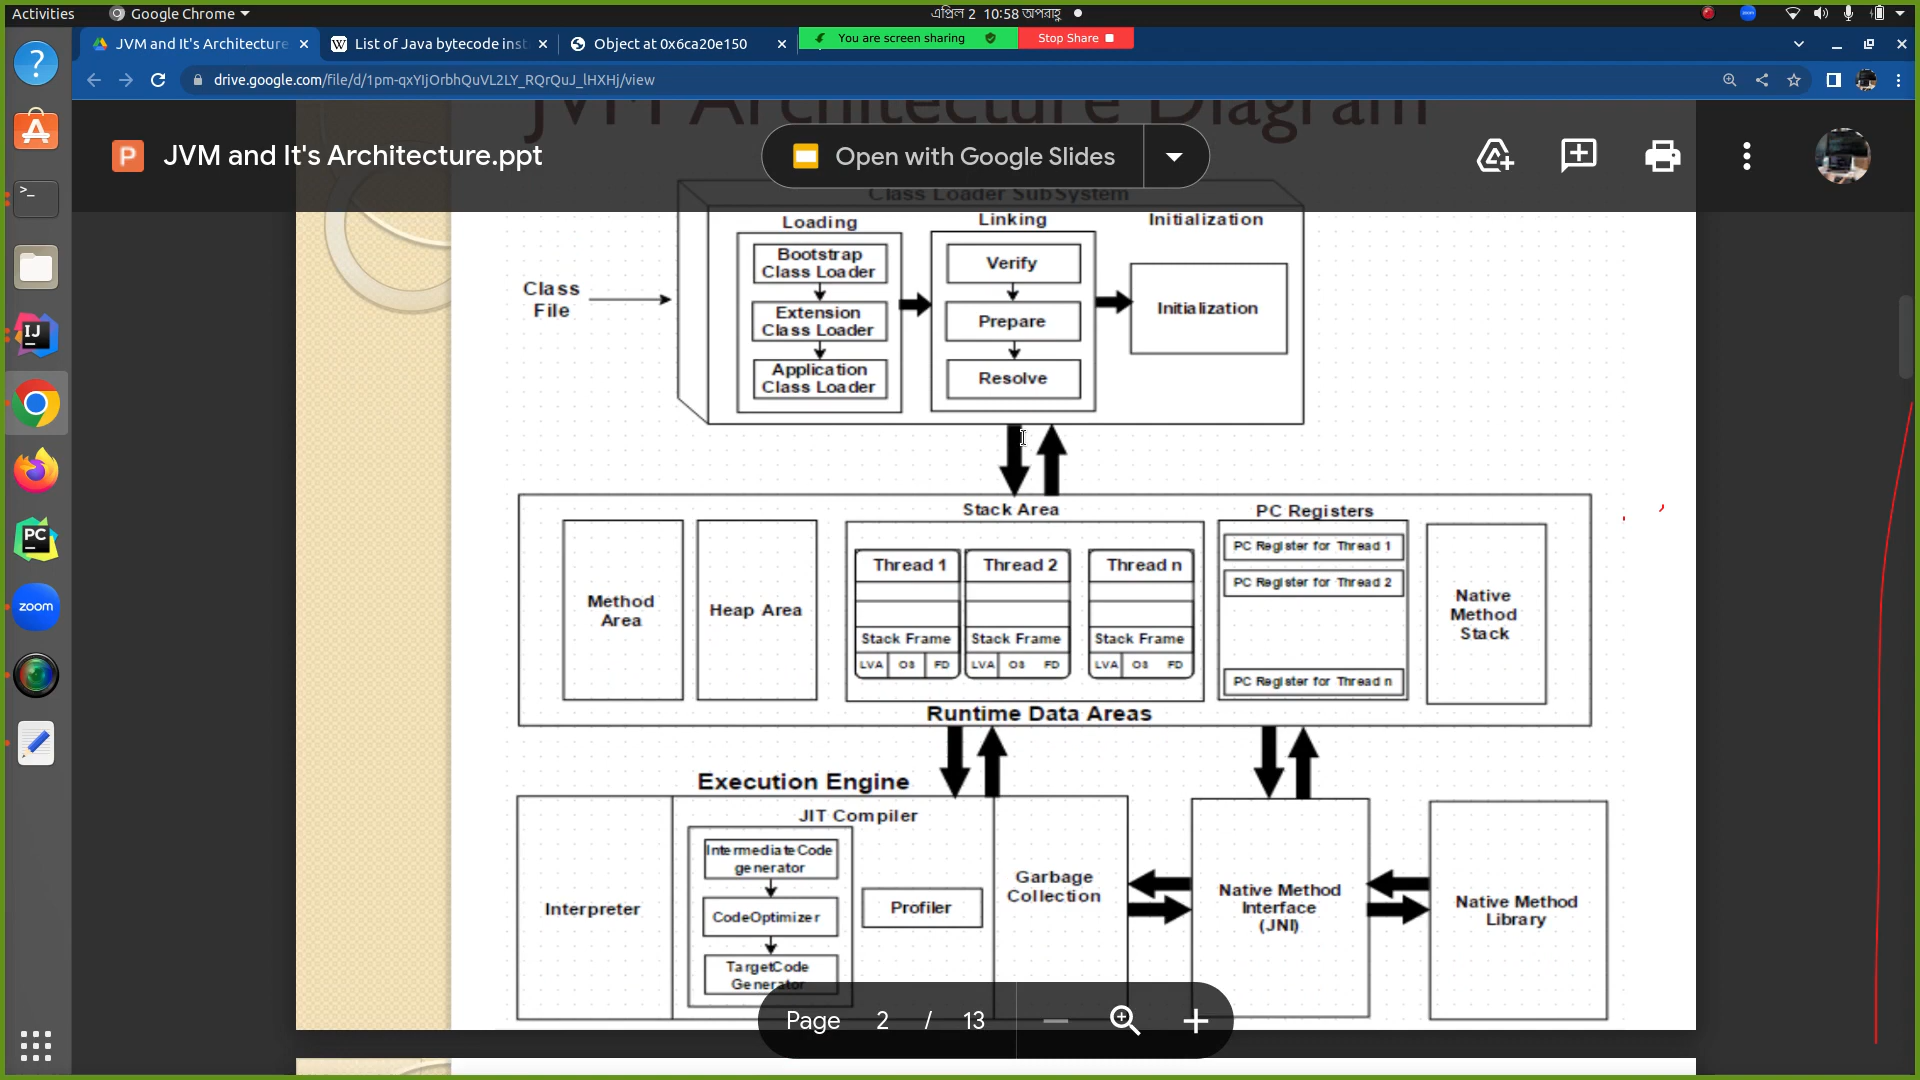 Activities
Google Chrome
এপ্রিল 2 10:58 অপরাহ্ণ
JVM and It's Architecture
List of Java bytecode inst
Object at 0x6ca20e150
You are screen sharing
Stop Share
drive.google.com/file/d/1pm-qxYIjOrbhQuVL2LY_RQrQuJ_lHXHj/view
JVM Architecture Diagram
P
JVM and It's Architecture.ppt
Open with Google Slides
Class Loader SubSystem
Loading
Linking
Initialization
Bootstrap
Class Loader
Verify
Class
File
Extension
Class Loader
Prepare
Initialization
Application
Class Loader
Resolve
Stack Area
PC Registers
Method
Area
Heap Area
Thread 1
Thread 2
Thread n
Stack Frame
Stack Frame
Stack Frame
LVA OS FD
LVA OS FD
LVA OS FD
PC Register for Thread 1
PC Register for Thread 2
PC Register for Thread n
Native
Method
Stack
Runtime Data Areas
Execution Engine
JIT Compiler
Interpreter
IntermediateCode
generator
CodeOptimizer
TargetCode
Generator
Profiler
Garbage
Collection
Native Method
Interface
(JNI)
Native Method
Library
Page 2 / 13
IJ
PC
zoom